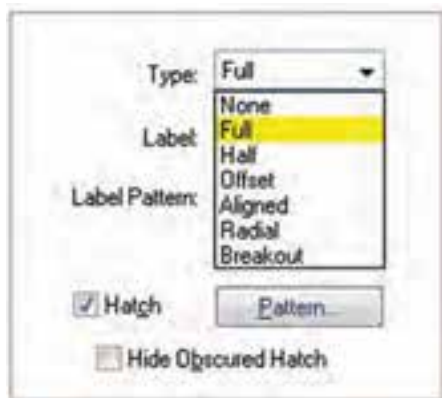 Type: Full
None
Full
Label:
Half
Offset
Label Pattern:
Aligned
Radial
Breakout
Hatch
Pattern...
Hide Obscured Hatch